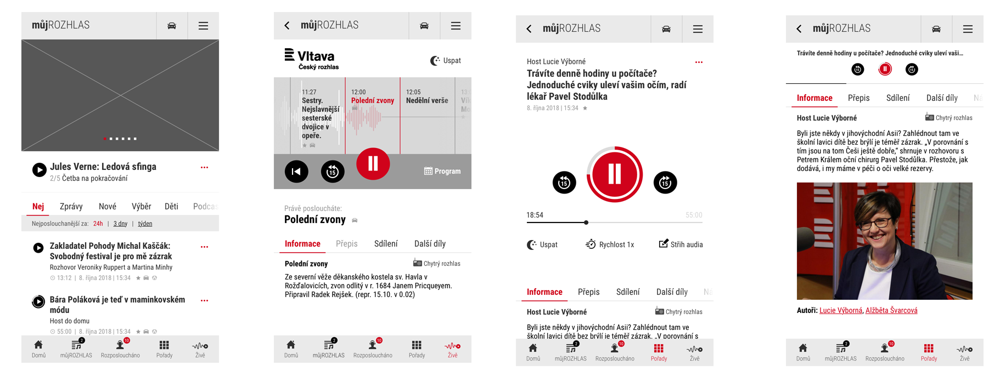 můjROZHLAS
Jules Verne: Ledová sfinga
2/5 Četba na pokračování
Nej Zprávy Nové Výběr Děti Podcas
Nejposlouchanější za: 24h | 3 dny | týden
Zakladatel Pohody Michal Kaščák:
Svobodný festival je pro mě zázrak
Rozhovor Veroniky Ruppert a Martina Minhy
13:12 | 8. října 2018 | 15:34
Bára Poláková je teď v maminkovském
módu
Host do domu
55:00 | 8. října 2018 | 15:34
2 10
Domů můjROZHLAS Rozposloucháno Pořady Živě
můjROZHLAS
Vltava
Český rozhlas
Uspat
11:27
Sestry.
Nejslavnější
sesterské
dvojice v
opeře.
12:00
Polední zvony
12:05
Nedělní verše
15
Program
Právě posloucháte:
Polední zvony
Informace Přepis Sdílení Další díly
Polední zvony
Chytrý rozhlas
Ze severní věže děkanského kostela sv. Havla v
Rožďalovicích, zvon odlitý v r. 1684 Janem Pricqueyem.
Připravil Radek Rejšek. (repr. 15.10. v 0.02)
2 10
Domů můjROZHLAS Rozposloucháno Pořady Živě
můjROZHLAS
Host Lucie Výborné
Trávíte denně hodiny u počítače?
Jednoduché cviky uleví vašim očím, radí
lékař Pavel Stodůlka
8. října 2018 | 15:34
15 15
18:54 55:00
Uspat Rychlost 1x Střih audia
Informace Přepis Sdílení Další díly Ná
Host Lucie Výborné
Chytrý rozhlas
Byli jste někdy v jihovýchodní Asii? Zahlédnout tam ve
školní lavici dítě bez brýlí je téměř zázrak. „V porovnání s
2 10
Domů můjROZHLAS Rozposloucháno Pořady Živě
můjROZHLAS
Trávíte denně hodiny u počítače? Jednoduché cviky uleví vaši...
15 15
Informace Přepis Sdílení Další díly Ná
Host Lucie Výborné
Chytrý rozhlas
Byli jste někdy v jihovýchodní Asii? Zahlédnout tam ve
školní lavici dítě bez brýlí je téměř zázrak. „V porovnání s
tím jsou na tom Češi ještě dobře,“ shrnuje v rozhovoru s
Petrem Králem oční chirurg Pavel Stodůlka. Přestože, jak
dodává, i my máme v péči o oči velké rezervy.
Autoři: Lucie Výborná, Alžběta Švarcová
2 10
Domů můjROZHLAS Rozposloucháno Pořady Živě